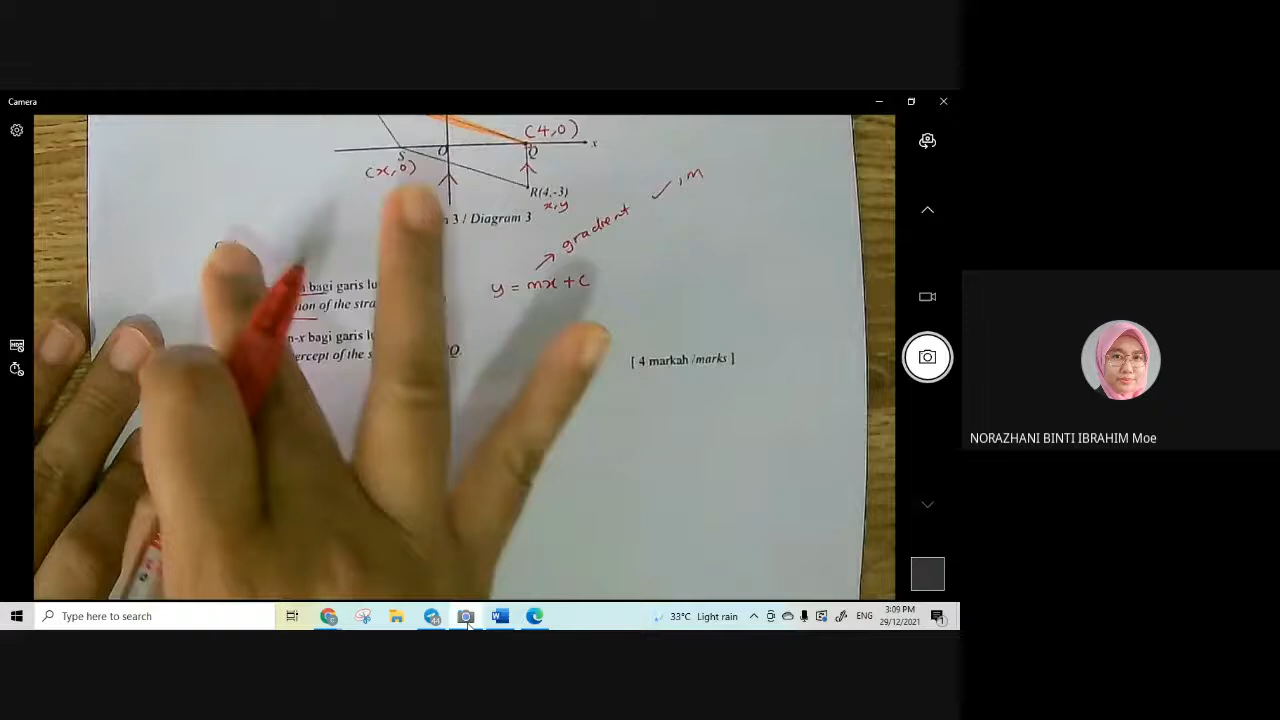 Camera
(4,0)
S O Q x
(x,0)
R(4,-3)
x,y
3 / Diagram 3
gradient ✓, m
y = mx + c
bagi garis
ion of the stra
n-x bagi garis
ercept of the
Q.
[ 4 markah /marks ]
NORAZHANI BINTI IBRAHIM Moe
Type here to search
33°C Light rain
ENG
3:09 PM
29/12/2021